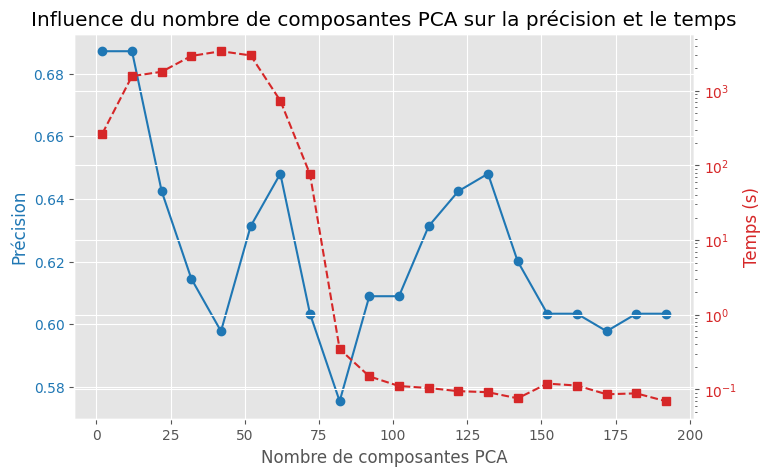 Influence du nombre de composantes PCA sur la précision et le temps
Précision
0.68
0.66
0.64
0.62
0.60
0.58
10³
10²
10¹
10⁰
10⁻¹
Temps (s)
0 25 50 75 100 125 150 175 200
Nombre de composantes PCA